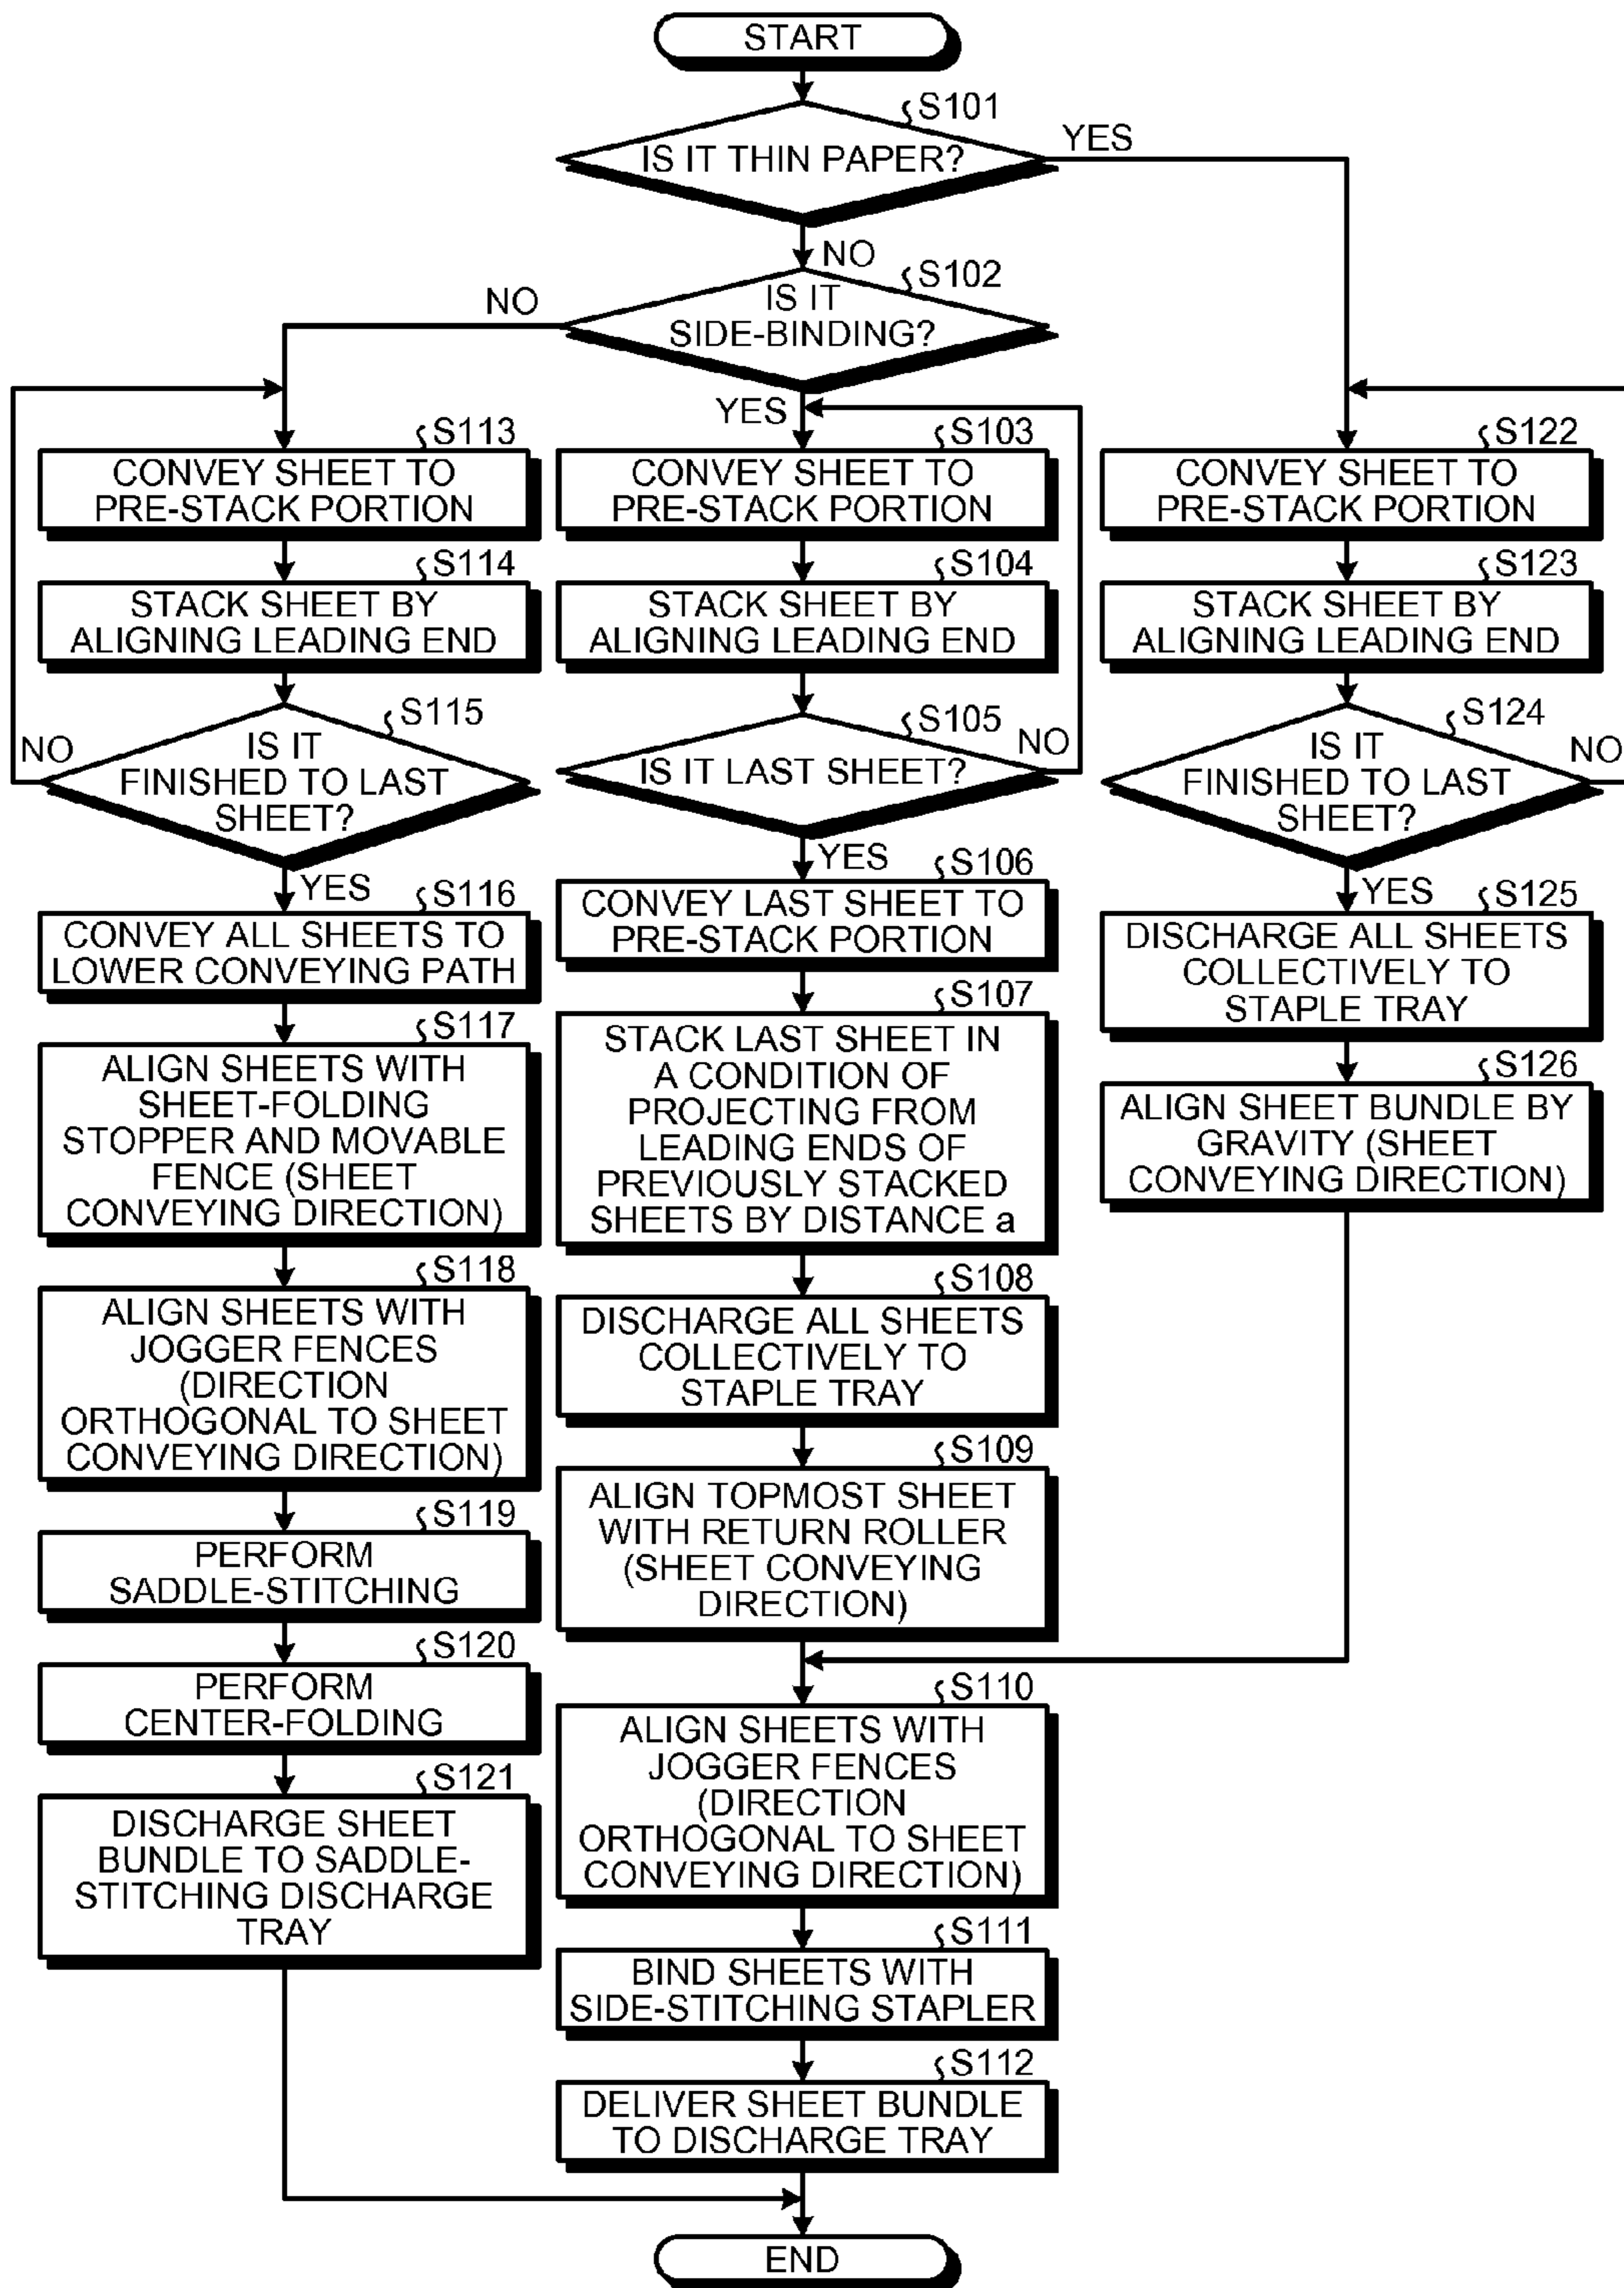 START
S101
IS IT THIN PAPER?
YES
NO
S102
IS IT
SIDE-BINDING?
NO
YES
S113
CONVEY SHEET TO
PRE-STACK PORTION
S114
STACK SHEET BY
ALIGNING LEADING END
S115
IS IT
FINISHED TO LAST
SHEET?
NO
YES
S116
CONVEY ALL SHEETS TO
LOWER CONVEYING PATH
S117
ALIGN SHEETS WITH
SHEET-FOLDING
STOPPER AND MOVABLE
FENCE (SHEET
CONVEYING DIRECTION)
S118
ALIGN SHEETS WITH
JOGGER FENCES
(DIRECTION
ORTHOGONAL TO SHEET
CONVEYING DIRECTION)
S119
PERFORM
SADDLE-STITCHING
S120
PERFORM
CENTER-FOLDING
S121
DISCHARGE SHEET
BUNDLE TO SADDLE-
STITCHING DISCHARGE
TRAY
S103
CONVEY SHEET TO
PRE-STACK PORTION
S104
STACK SHEET BY
ALIGNING LEADING END
S105
IS IT LAST SHEET?
NO
YES
S106
CONVEY LAST SHEET TO
PRE-STACK PORTION
S107
STACK LAST SHEET IN
A CONDITION OF
PROJECTING FROM
LEADING ENDS OF
PREVIOUSLY STACKED
SHEETS BY DISTANCE a
S108
DISCHARGE ALL SHEETS
COLLECTIVELY TO
STAPLE TRAY
S109
ALIGN TOPMOST SHEET
WITH RETURN ROLLER
(SHEET CONVEYING
DIRECTION)
S110
ALIGN SHEETS WITH
JOGGER FENCES
(DIRECTION
ORTHOGONAL TO SHEET
CONVEYING DIRECTION)
S111
BIND SHEETS WITH
SIDE-STITCHING STAPLER
S112
DELIVER SHEET BUNDLE
TO DISCHARGE TRAY
S122
CONVEY SHEET TO
PRE-STACK PORTION
S123
STACK SHEET BY
ALIGNING LEADING END
S124
IS IT
FINISHED TO LAST
SHEET?
NO
YES
S125
DISCHARGE ALL SHEETS
COLLECTIVELY TO
STAPLE TRAY
S126
ALIGN SHEET BUNDLE BY
GRAVITY (SHEET
CONVEYING DIRECTION)
END